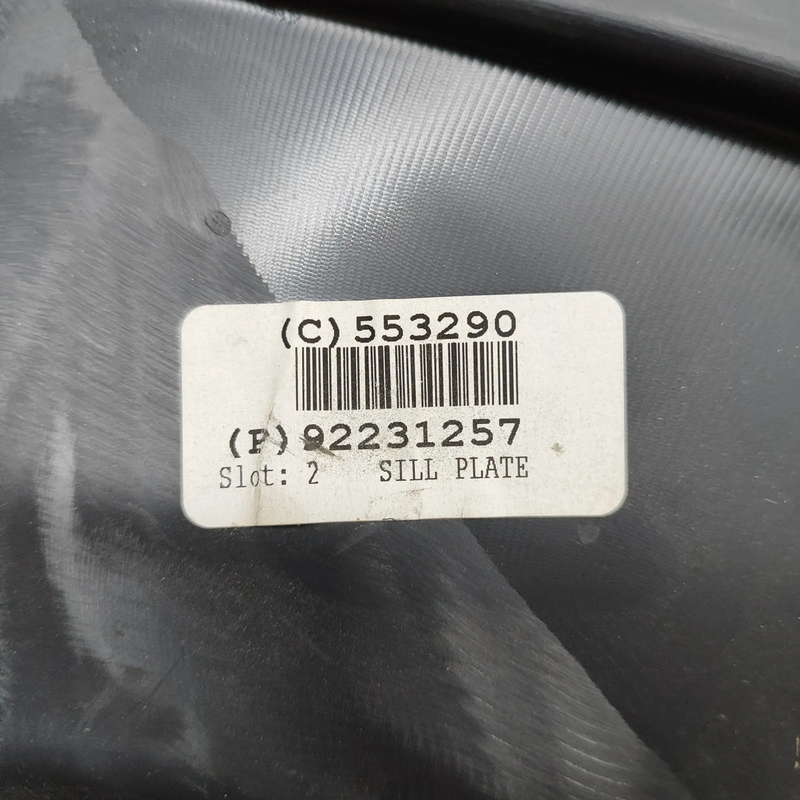 (C) 553290
(P) 92231257
Slot: 2 SILL PLATE